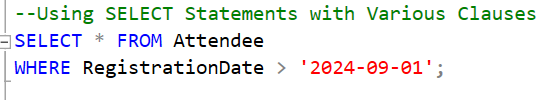 --Using SELECT Statements with Various Clauses
SELECT * FROM Attendee
WHERE RegistrationDate > '2024-09-01';